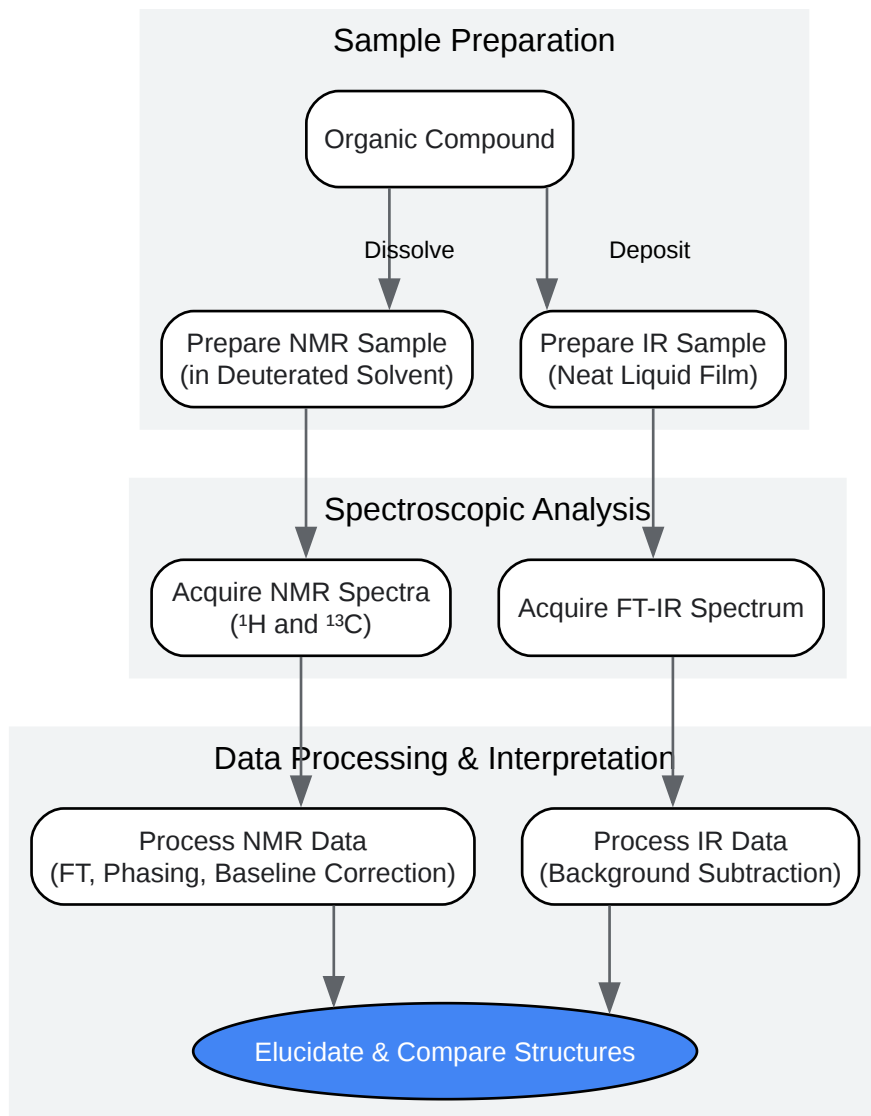 Sample Preparation
Organic Compound
Dissolve
Deposit
Prepare NMR Sample
(in Deuterated Solvent)
Prepare IR Sample
(Neat Liquid Film)
Spectroscopic Analysis
Acquire NMR Spectra
(¹H and ¹³C)
Acquire FT-IR Spectrum
Data Processing & Interpretation
Process NMR Data
(FT, Phasing, Baseline Correction)
Process IR Data
(Background Subtraction)
Elucidate & Compare Structures